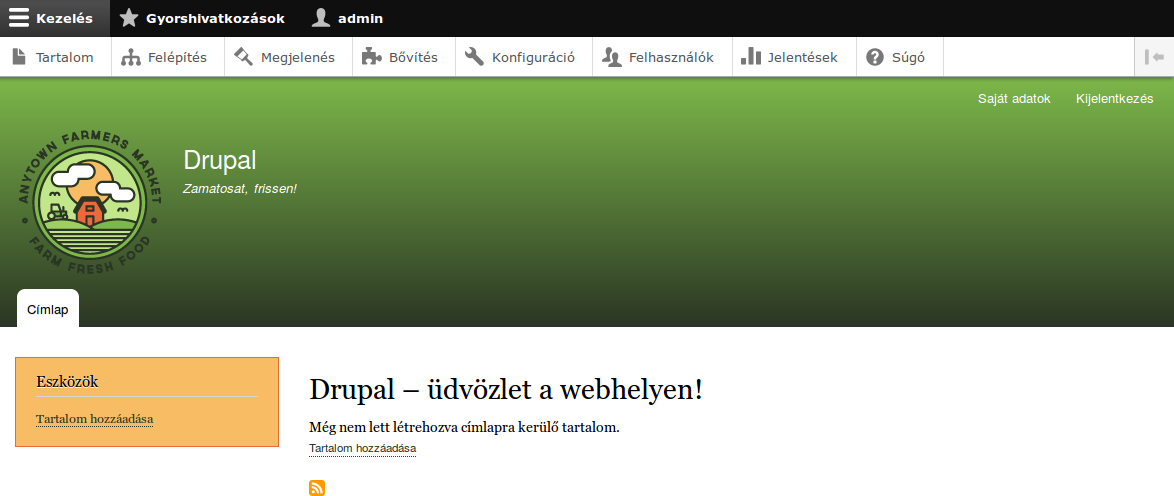 Kezelés Gyorshivatkozások admin
Tartalom Felépítés Megjelenés Bővítés Konfiguráció Felhasználók Jelentések Súgó
Saját adatok Kijelentkezés
ANYTOWN FARMERS MARKET
FARM FRESH FOOD
Drupal
Zamatosat, frissen!
Címlap
Eszközök
Tartalom hozzáadása
Drupal – üdvözlet a webhelyen!
Még nem lett létrehozva címlapra kerülő tartalom.
Tartalom hozzáadása